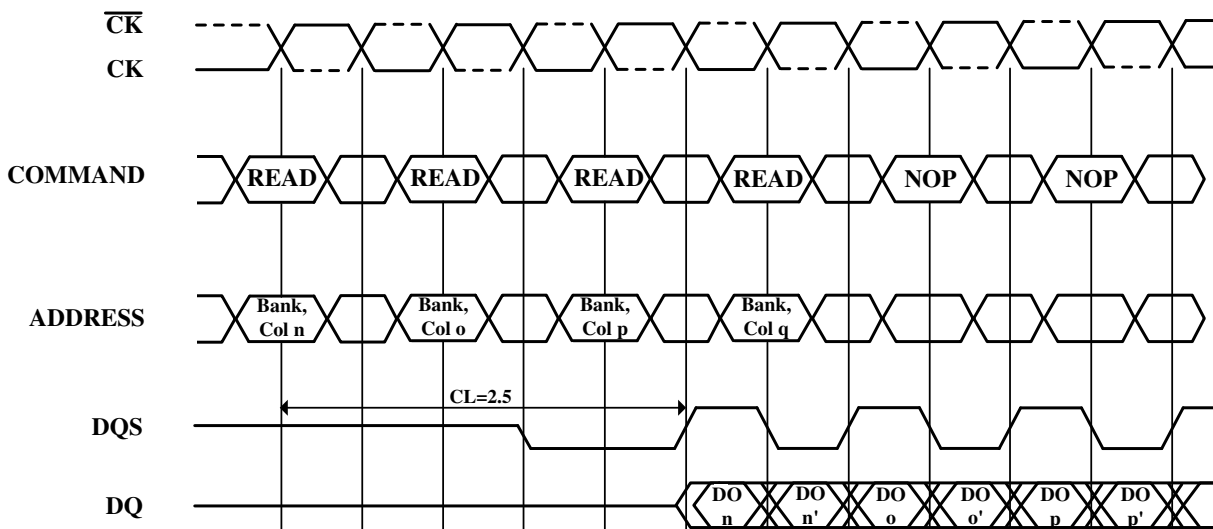 CK
CK
COMMAND READ READ READ READ NOP NOP
ADDRESS Bank, Bank, Bank, Bank,
Col n Col o Col p Col q
CL=2.5
DQS
DQ DO DO DO DO DO DO
n n' o o' p p'